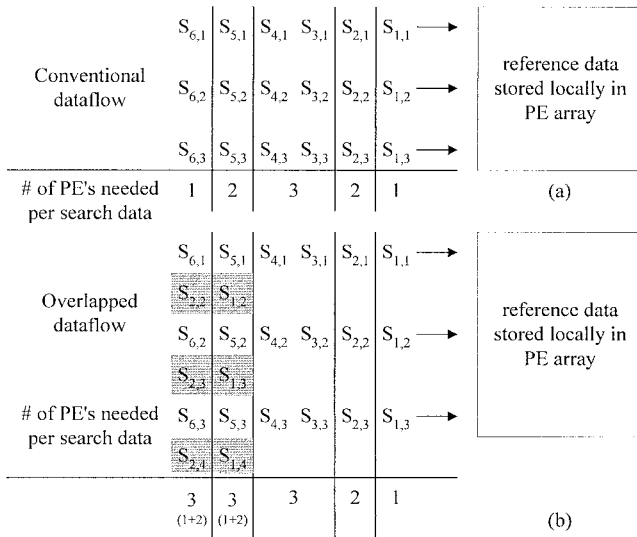 S6,1 S5,1 S4,1 S3,1 S2,1 S1,1
Conventional
dataflow
S6,2 S5,2 S4,2 S3,2 S2,2 S1,2
S6,3 S5,3 S4,3 S3,3 S2,3 S1,3
reference data
stored locally in
PE array
# of PE's needed
per search data
1 2 3 2 1
(a)
S6,1 S5,1 S4,1 S3,1 S2,1 S1,1
S2,2 S1,2
Overlapped
dataflow
S6,2 S5,2 S4,2 S3,2 S2,2 S1,2
S2,3 S1,3
reference data
stored locally in
PE array
# of PE's needed
per search data
S6,3 S5,3 S4,3 S3,3 S2,3 S1,3
S2,4 S1,4
3 3 3 2 1
(1+2) (1+2)
(b)